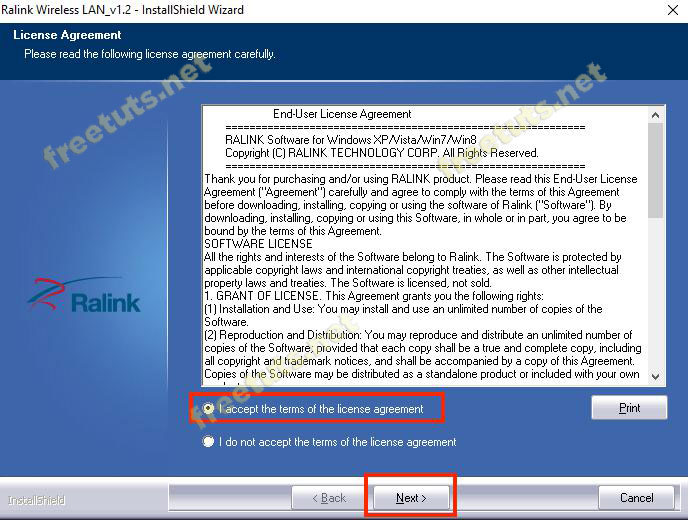 Ralink Wireless LAN_v1.2 - InstallShield Wizard
License Agreement
Please read the following license agreement carefully.
freetuts.net
freetuts.net
End-User License Agreement
===========================================================
RALINK Software for Windows XP/Vista/Win7/Win8
Copyright (C) RALINK TECHNOLOGY CORP. All Rights Reserved.
===========================================================
Thank you for purchasing and/or using RALINK product. Please read this End-User License
Agreement ("Agreement") carefully and agree to comply with the terms of this Agreement
before downloading, installing, copying or using the software of Ralink ("Software"). By
downloading, installing, copying or using this Software, in whole or in part, you agree to be
bound by the terms of this Agreement.
SOFTWARE LICENSE
All the rights and interests of the Software belong to Ralink. The Software is protected by
applicable copyright laws and international copyright treaties, as well as other intellectual
property laws and treaties. The Software is licensed, not sold.
1. GRANT OF LICENSE. This Agreement grants you the following rights:
(1) Installation and Use: You may install and use an unlimited number of copies of the
Software.
(2) Reproduction and Distribution: You may reproduce and distribute an unlimited number of
copies of the Software; provided that each copy shall be a true and complete copy, including
all copyright and trademark notices, and shall be accompanied by a copy of this Agreement.
Copies of the Software may be distributed as a standalone product or included with your own
Ralink
freetuts.net
I accept the terms of the license agreement
Print
I do not accept the terms of the license agreement
InstallShield
< Back
Next >
Cancel